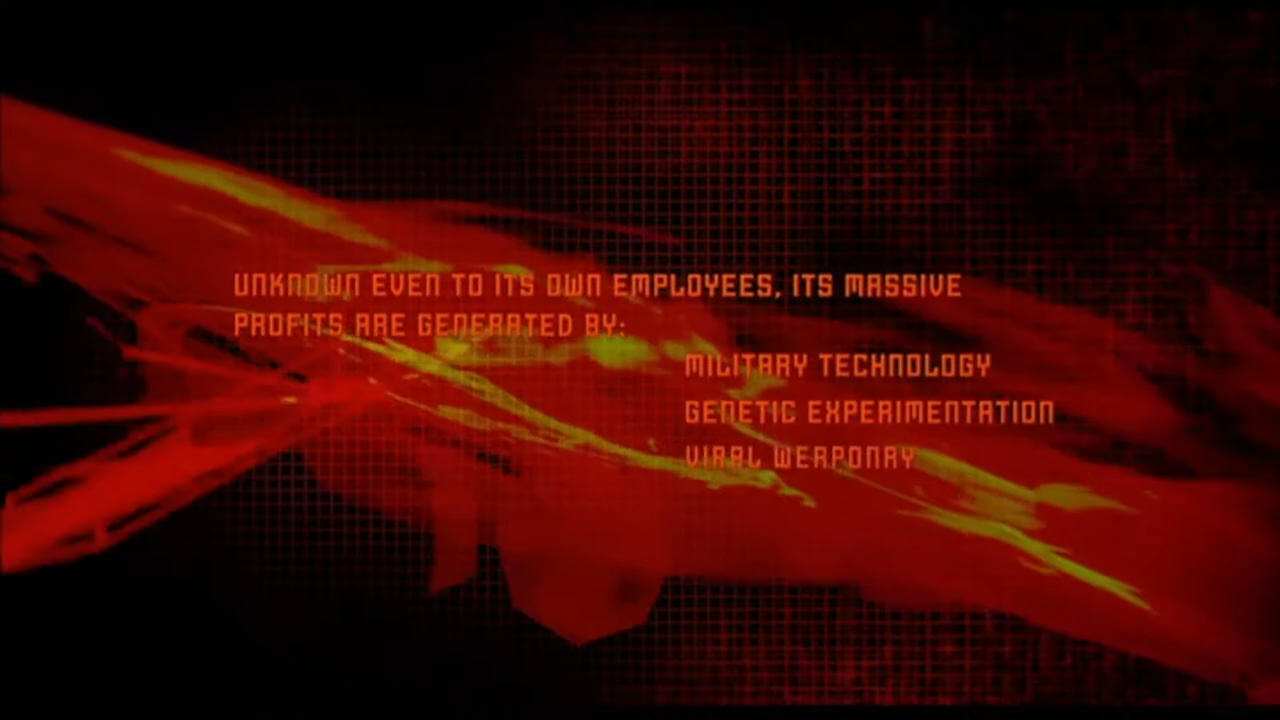 UNKNOWN EVEN TO ITS OWN EMPLOYEES, ITS MASSIVE
PROFITS ARE GENERATED BY:
MILITARY TECHNOLOGY
GENETIC EXPERIMENTATION
VIRAL WEAPONRY